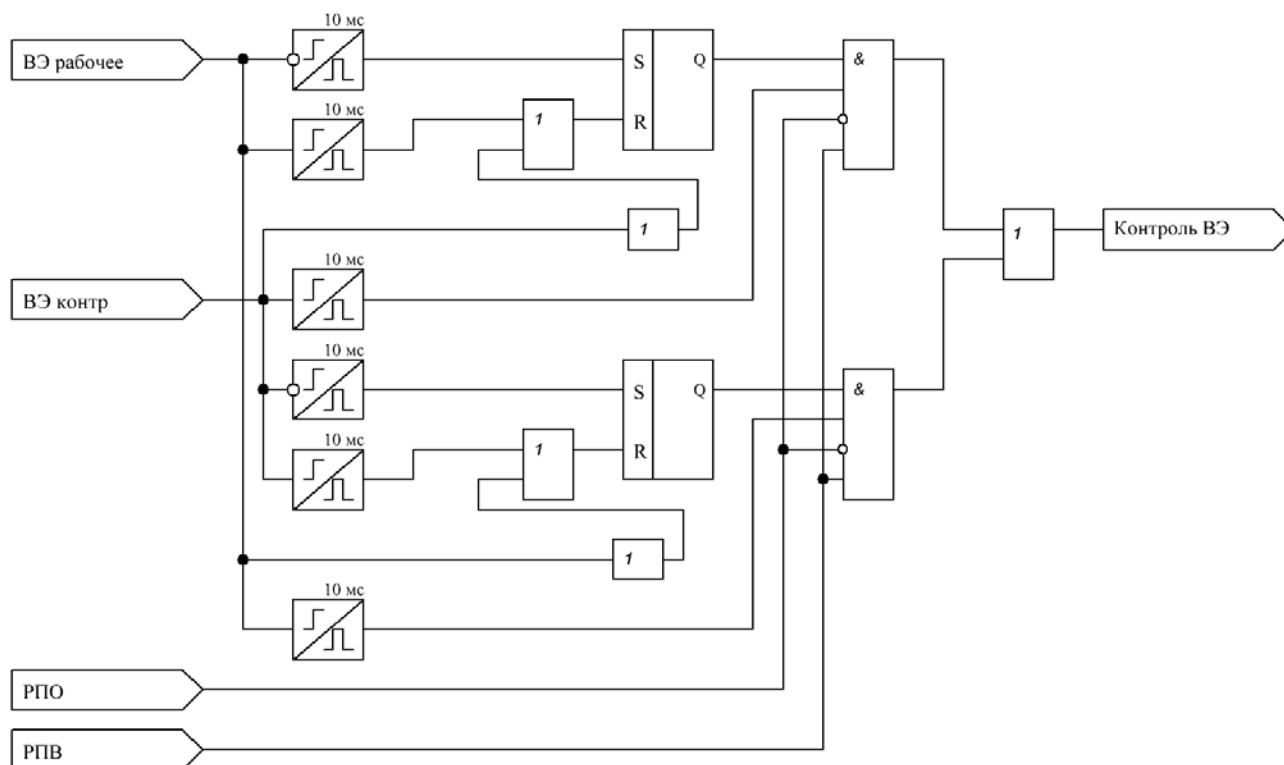 10 мс
ВЭ рабочее
S
Q
&
10 мс
1
R
1
1
Контроль ВЭ
10 мс
ВЭ контр
10 мс
S
Q
&
10 мс
1
R
1
10 мс
РПО
РПВ